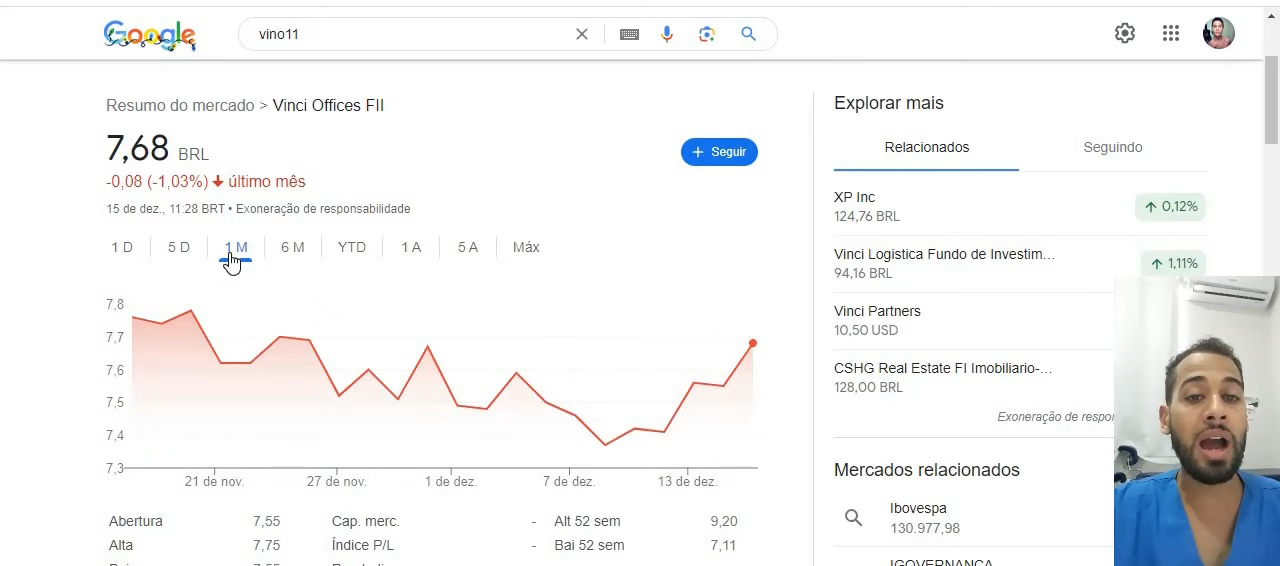 Google
vino11
Resumo do mercado > Vinci Offices FII
7,68 BRL
+ Seguir
-0,08 (-1,03%) último mês
15 de dez., 11:28 BRT • Exoneração de responsabilidade
1 D
5 D
1 M
6 M
YTD
1 A
5 A
Máx
7,8
7,7
7,6
7,5
7,4
7,3
21 de nov.
27 de nov.
1 de dez.
7 de dez.
13 de dez.
Abertura 7,55 Cap. merc. - Alt 52 sem 9,20
Alta 7,75 Índice P/L - Bai 52 sem 7,11
Explorar mais
Relacionados
Seguindo
XP Inc
124,76 BRL
0,12%
Vinci Logistica Fundo de Investim...
94,16 BRL
1,11%
Vinci Partners
10,50 USD
CSHG Real Estate FI Imobiliario-...
128,00 BRL
Exoneração de respon
Mercados relacionados
Ibovespa
130.977,98
IGOVERNANÇA